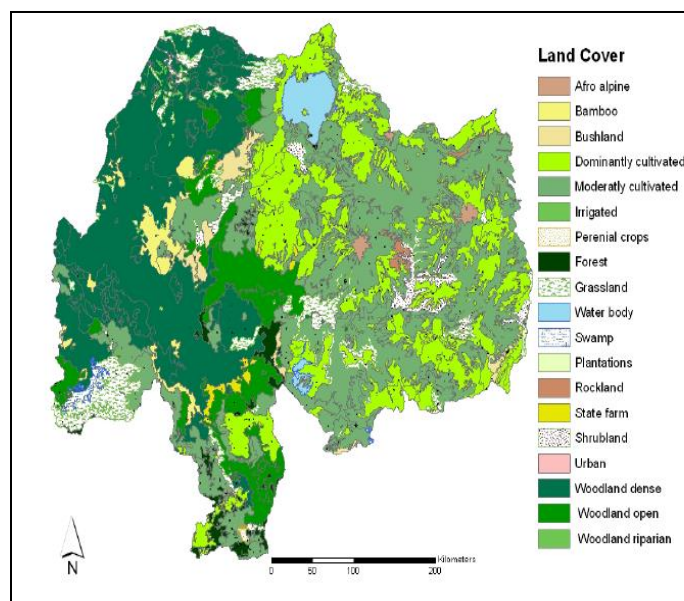 Land Cover
Afro alpine
Bamboo
Bushland
Dominantly cultivated
Moderatly cultivated
Irrigated
Perenial crops
Forest
Grassland
Water body
Swamp
Plantations
Rockland
State farm
Shrubland
Urban
Woodland dense
Woodland open
Woodland riparian
N
Kilometers
0 50 100 200